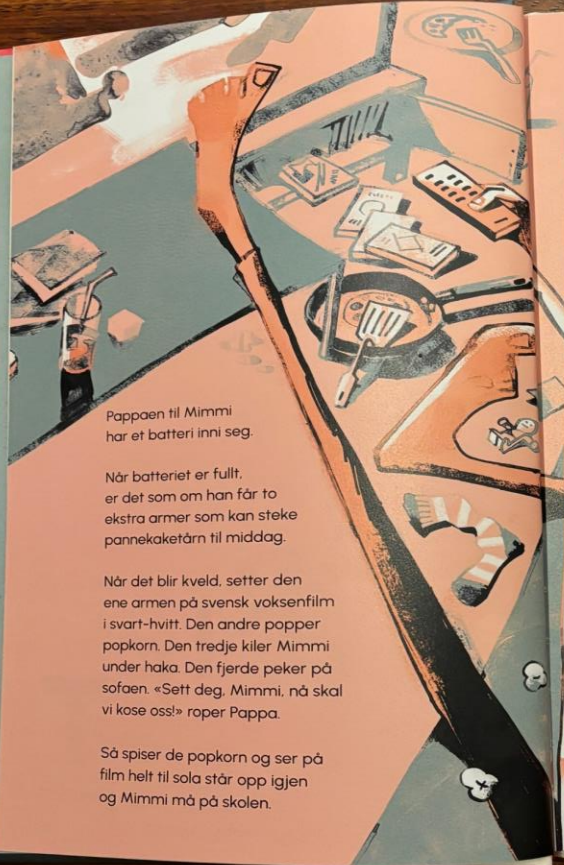 Pappaen til Mimmi
har et batteri inni seg.
Når batteriet er fullt,
er det som om han får to
ekstra armer som kan steke
pannekaketårn til middag.
Når det blir kveld, setter den
ene armen på svensk voksenfilm
i svart-hvitt. Den andre popper
popkorn. Den tredje kiler Mimmi
under haka. Den fjerde peker på
sofaen. «Sett deg, Mimmi, nå skal
vi kose oss!» roper Pappa.
Så spiser de popkorn og ser på
film helt til sola står opp igjen
og Mimmi må på skolen.